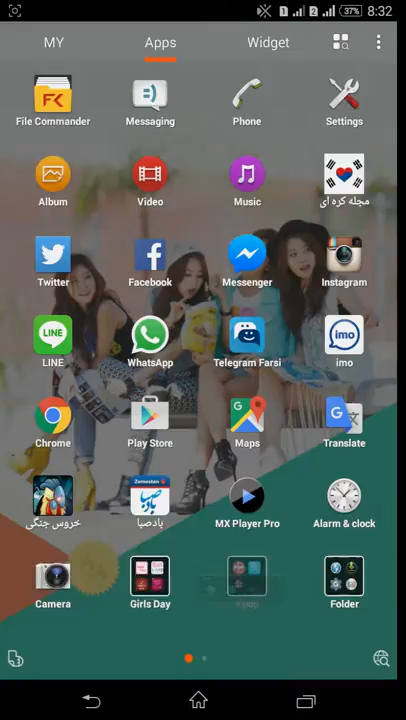 37% 8:32
MY Apps Widget
File Commander Messaging Phone Settings
Album Video Music مجله کره ای
Twitter Facebook Messenger Instagram
LINE WhatsApp Telegram Farsi imo
Chrome Play Store Maps Translate
خروس جنگی بادصبا MX Player Pro Alarm & clock
Camera Girls Day Folder